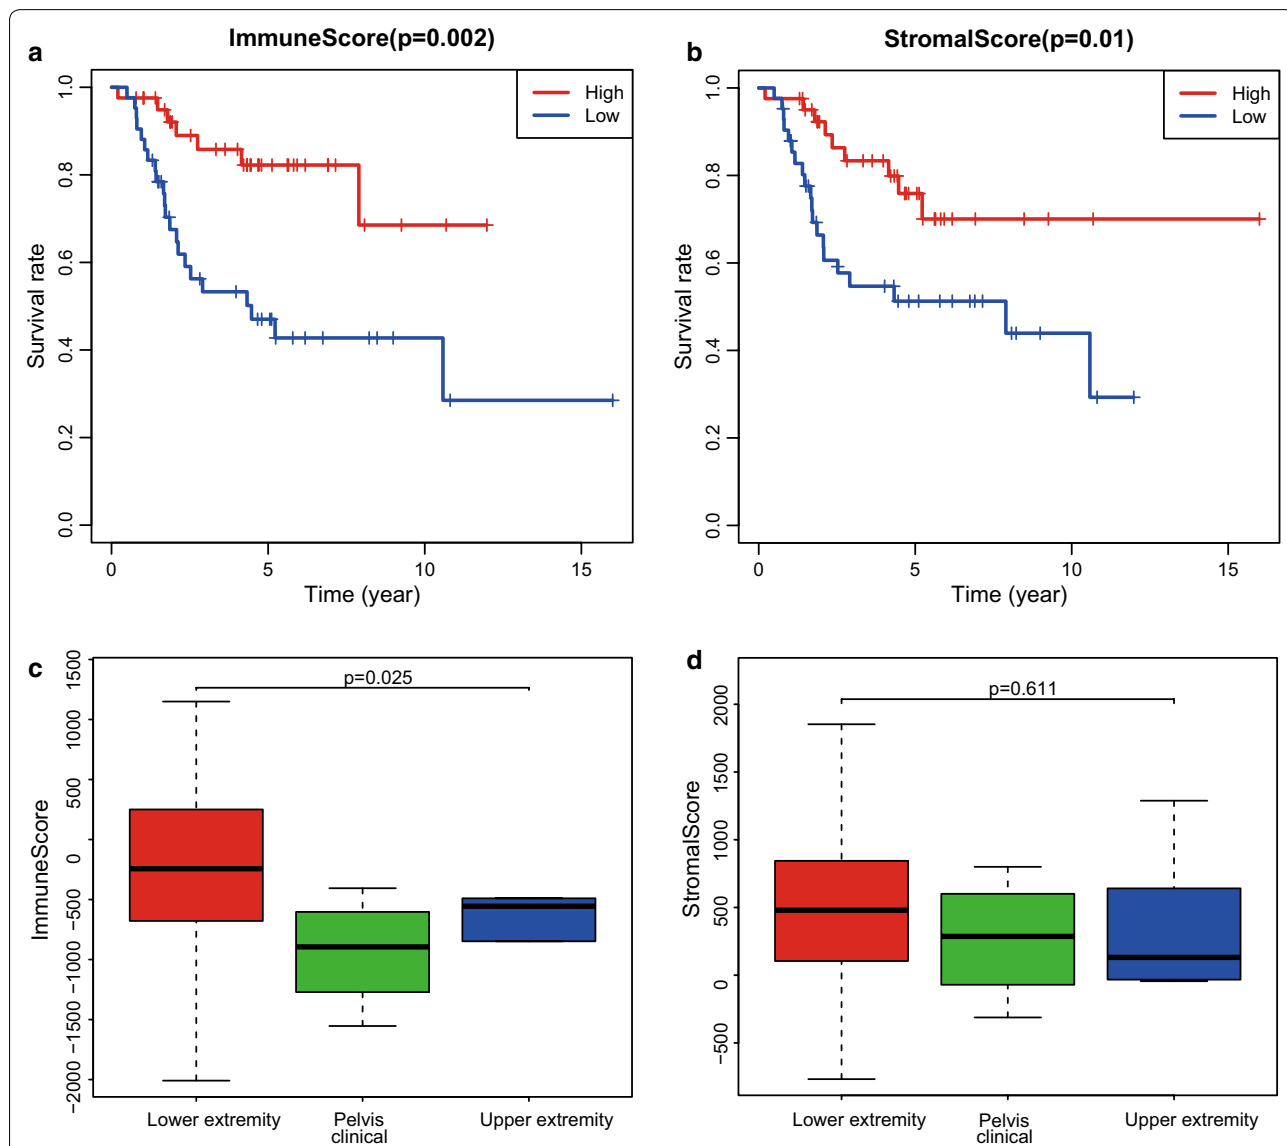 a
ImmuneScore(p=0.002)
High
Low
Survival rate
1.0
0.8
0.6
0.4
0.2
0.0
0
5
10
15
Time (year)
b
StromalScore(p=0.01)
High
Low
Survival rate
1.0
0.8
0.6
0.4
0.2
0.0
0
5
10
15
Time (year)
c
p=0.025
ImmuneScore
1500
1000
500
0
−500
−1000
−1500
−2000
Lower extremity
Pelvis
clinical
Upper extremity
d
p=0.611
StromalScore
2000
1500
1000
500
0
−500
Lower extremity
Pelvis
clinical
Upper extremity